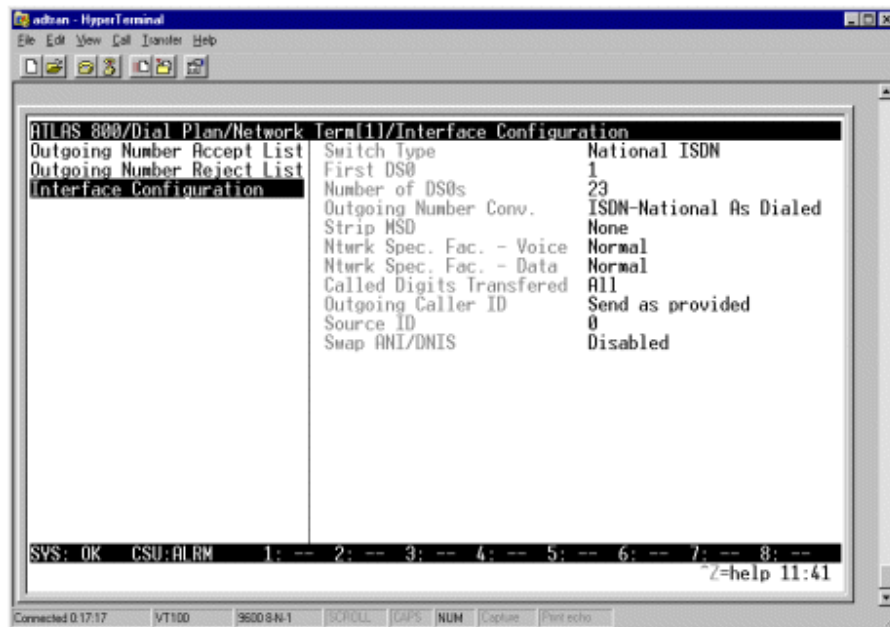 adtran - HyperTerminal
File Edit View Call Transfer Help
ATLAS 800/Dial Plan/Network Term[1]/Interface Configuration
Outgoing Number Accept List Switch Type National ISDN
Outgoing Number Reject List First DS0 1
Interface Configuration Number of DS0s 23
Outgoing Number Conv. ISDN-National As Dialed
Strip MSD None
Ntwrk Spec. Fac. - Voice Normal
Ntwrk Spec. Fac. - Data Normal
Called Digits Transfered All
Outgoing Caller ID Send as provided
Source ID 0
Swap ANI/DNIS Disabled
SYS: OK CSU:ALRM 1: -- 2: -- 3: -- 4: -- 5: -- 6: -- 7: -- 8: --
^Z=help 11:41
Connected 0:17:17 VT100 9600 8-N-1 SCROLL CAPS NUM Capture Print echo